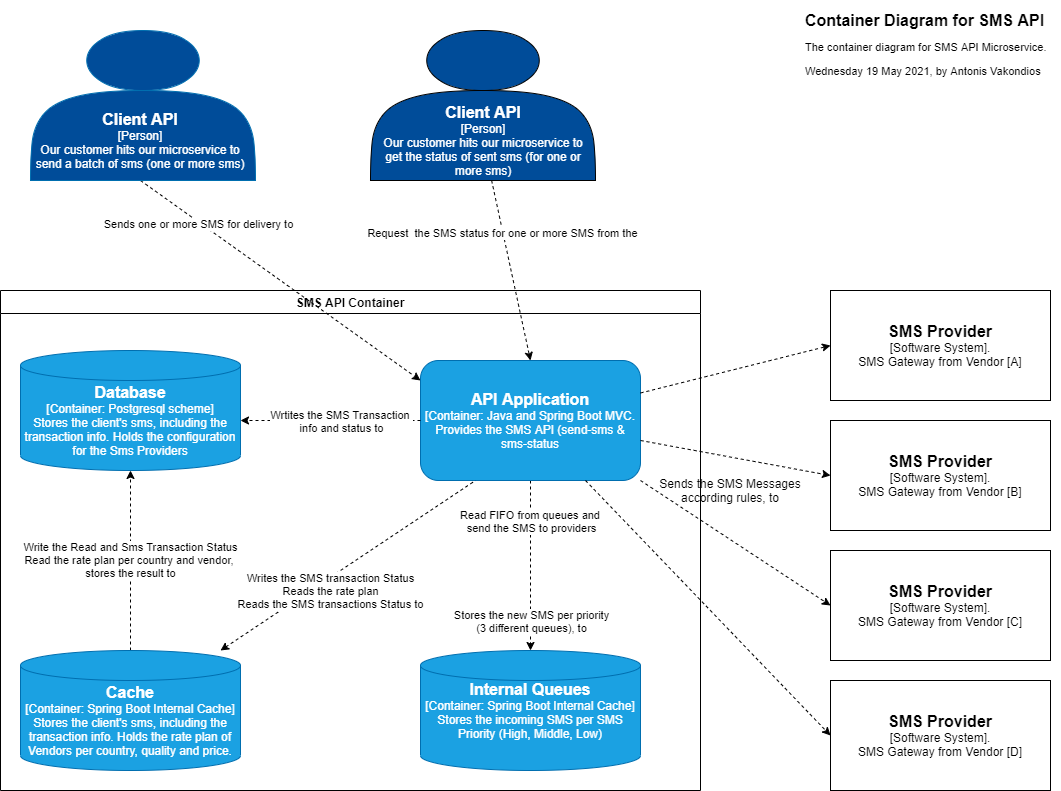 Container Diagram for SMS API
The container diagram for SMS API Microservice.
Wednesday 19 May 2021, by Antonis Vakondios
Client API
[Person]
Our customer hits our microservice to
send a batch of sms (one or more sms)
Client API
[Person]
Our customer hits our microservice to
get the status of sent sms (for one or
more sms)
Sends one or more SMS for delivery to
Request the SMS status for one or more SMS from the
SMS API Container
Database
[Container: Postgresql scheme]
Stores the client's sms, including the
transaction info. Holds the configuration
for the Sms Providers
Wrtites the SMS Transaction
info and status to
API Application
[Container: Java and Spring Boot MVC.
Provides the SMS API (send-sms &
sms-status
SMS Provider
[Software System].
SMS Gateway from Vendor [A]
SMS Provider
[Software System].
SMS Gateway from Vendor [B]
Sends the SMS Messages
according rules, to
Read FIFO from queues and
send the SMS to providers
Write the Read and Sms Transaction Status
Read the rate plan per country and vendor,
stores the result to
Writes the SMS transaction Status
Reads the rate plan
Reads the SMS transactions Status to
Stores the new SMS per priority
(3 different queues), to
SMS Provider
[Software System].
SMS Gateway from Vendor [C]
Cache
[Container: Spring Boot Internal Cache]
Stores the client's sms, including the
transaction info. Holds the rate plan of
Vendors per country, quality and price.
Internal Queues
[Container: Spring Boot Internal Cache]
Stores the incoming SMS per SMS
Priority (High, Middle, Low)
SMS Provider
[Software System].
SMS Gateway from Vendor [D]